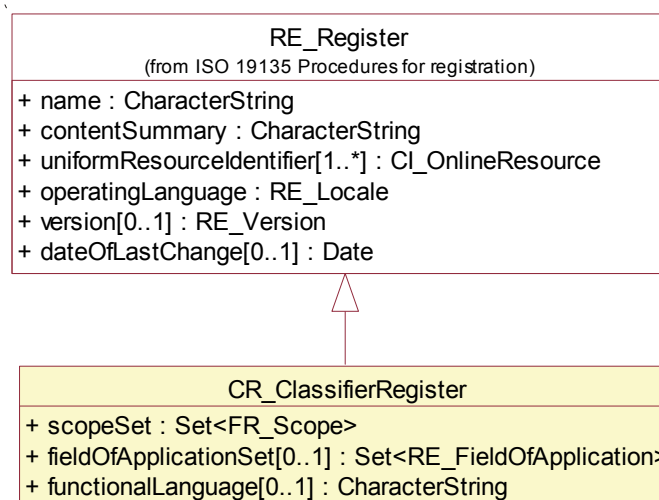 RE_Register
(from ISO 19135 Procedures for registration)
+ name : CharacterString
+ contentSummary : CharacterString
+ uniformResourceIdentifier[1..*] : CI_OnlineResource
+ operatingLanguage : RE_Locale
+ version[0..1] : RE_Version
+ dateOfLastChange[0..1] : Date
CR_ClassifierRegister
+ scopeSet : Set<FR_Scope>
+ fieldOfApplicationSet[0..1] : Set<RE_FieldOfApplication>
+ functionalLanguage[0..1] : CharacterString